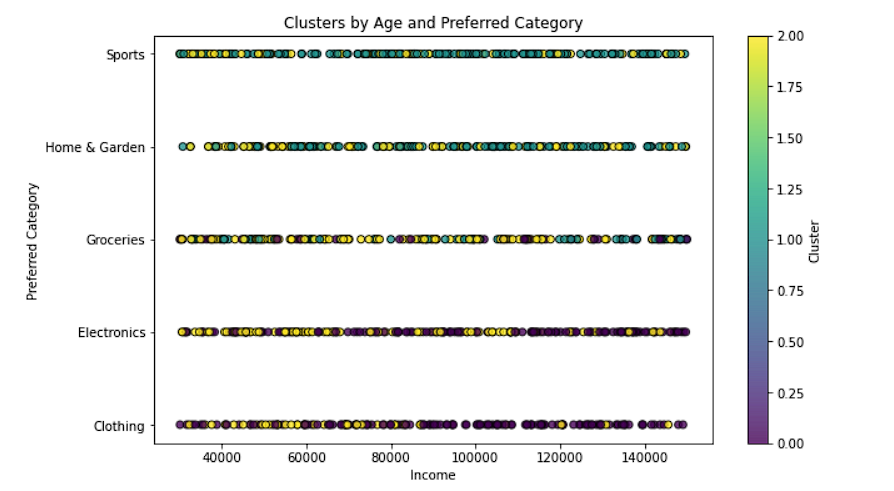 Clusters by Age and Preferred Category
Sports
Home & Garden
Groceries
Electronics
Clothing
Preferred Category
40000 60000 80000 100000 120000 140000
Income
2.00
1.75
1.50
1.25
1.00
0.75
0.50
0.25
0.00
Cluster